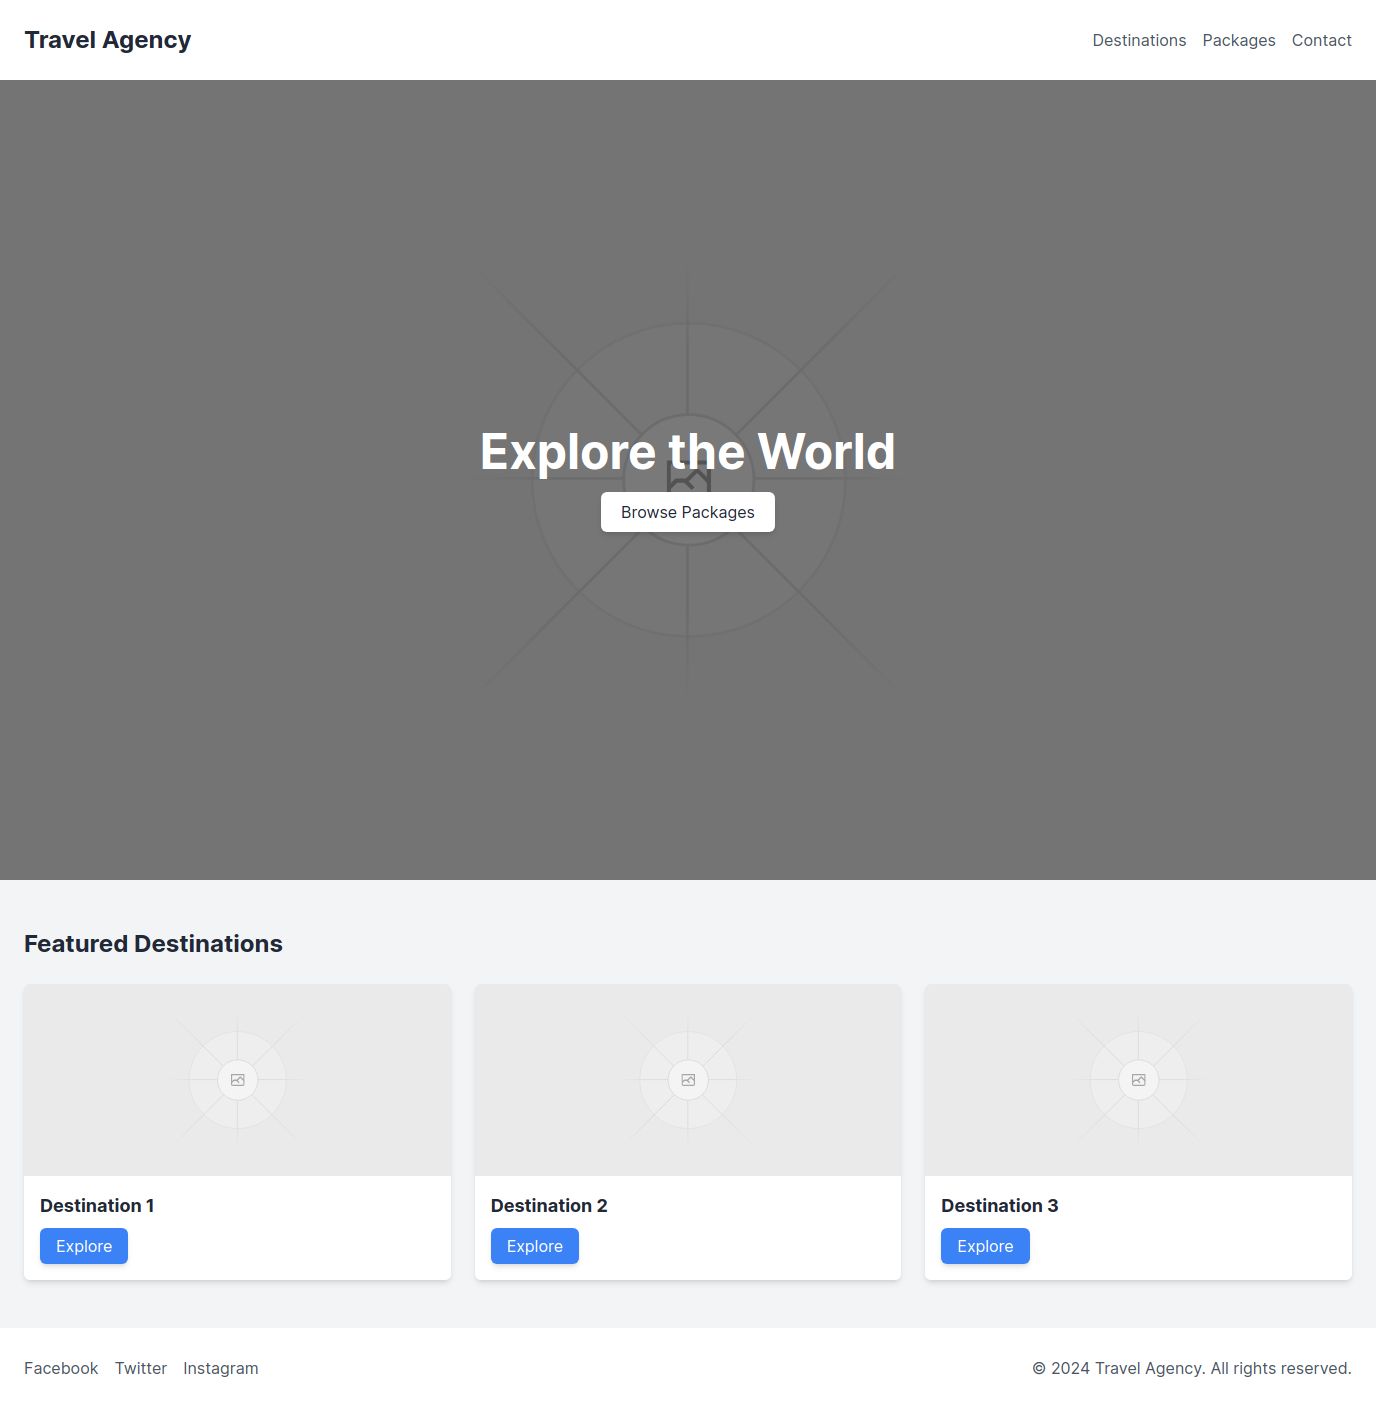 Travel Agency
Destinations Packages Contact
Explore the World
Browse Packages
Featured Destinations
Destination 1
Explore
Destination 2
Explore
Destination 3
Explore
Facebook Twitter Instagram
© 2024 Travel Agency. All rights reserved.